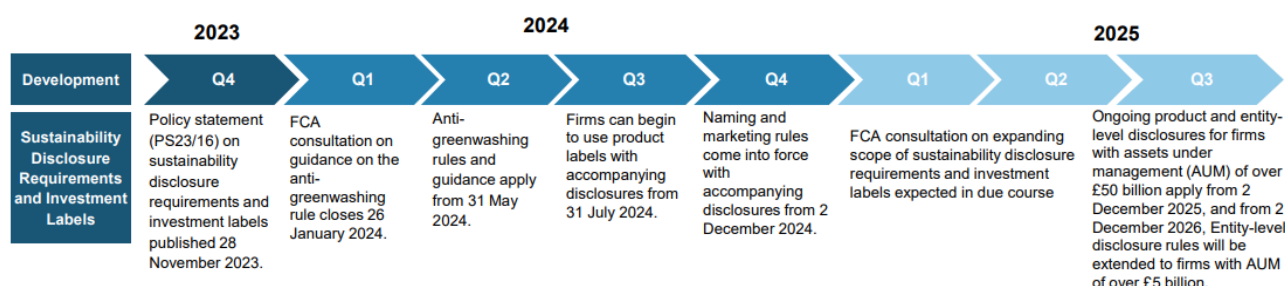 2023
2024
2025
Development
Q4
Q1
Q2
Q3
Q4
Q1
Q2
Q3
Sustainability
Disclosure
Requirements
and Investment
Labels
Policy statement
(PS23/16) on
sustainability
disclosure
requirements and
investment labels
published 28
November 2023.
FCA
consultation on
guidance on the
anti-
greenwashing
rule closes 26
January 2024.
Anti-
greenwashing
rules and
guidance apply
from 31 May
2024.
Firms can begin
to use product
labels with
accompanying
disclosures from
31 July 2024.
Naming and
marketing rules
come into force
with
accompanying
disclosures from 2
December 2024.
FCA consultation on expanding
scope of sustainability disclosure
requirements and investment
labels expected in due course
Ongoing product and entity-
level disclosures for firms
with assets under
management (AUM) of over
£50 billion apply from 2
December 2025, and from 2
December 2026, Entity-level
disclosure rules will be
extended to firms with AUM
of over £5 billion.